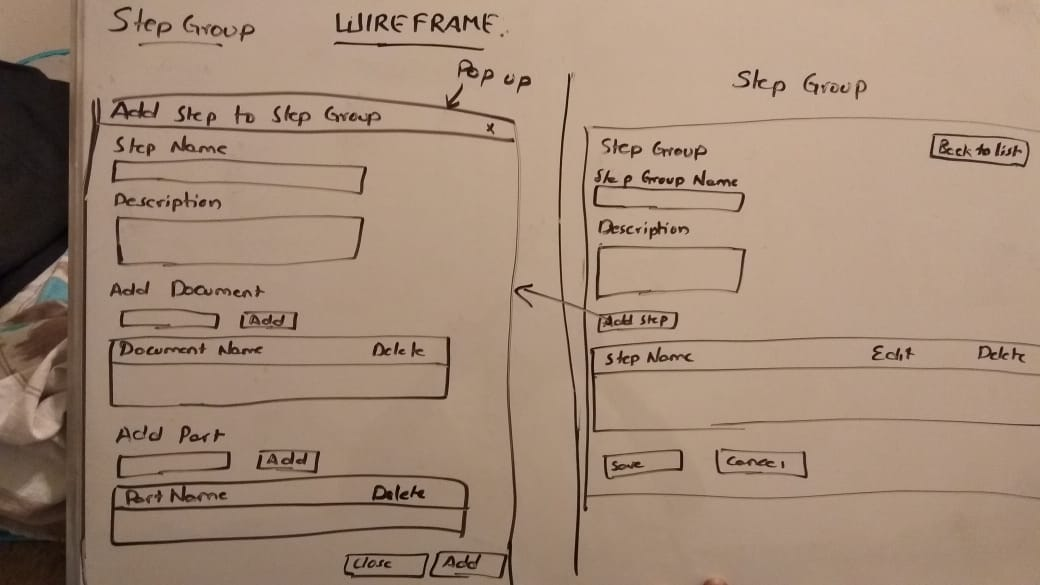 Step Group
WIREFRAME.
Pop up
Add Step to Step Group x
Step Name
Description
Add Document
Add
Document Name Delete
Add Part
Add
Part Name Delete
Close Add
Step Group
Step Group Back to list
Step Group Name
Description
Add Step
Step Name Edit Delete
Save Cancel